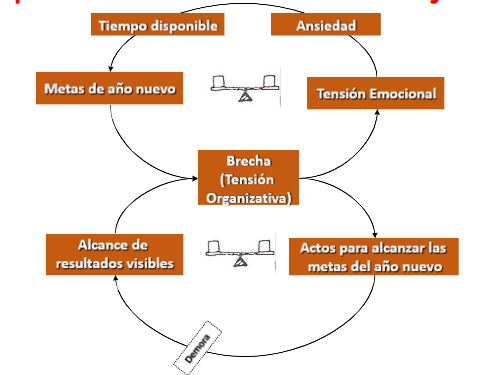 Tiempo disponible
Ansiedad
Metas de año nuevo
Tensión Emocional
Brecha
(Tensión
Organizativa)
Alcance de
resultados visibles
Actos para alcanzar las
metas del año nuevo
Demora